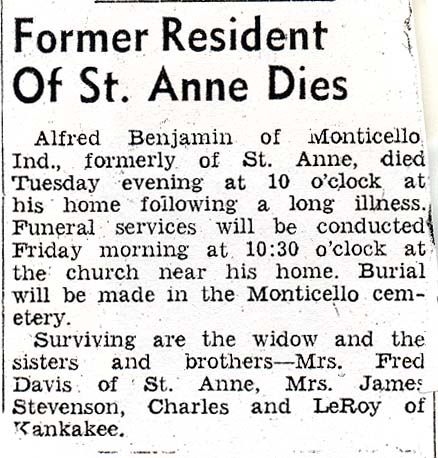 Former Resident
Of St. Anne Dies
Alfred Benjamin of Monticello
Ind., formerly of St. Anne, died
Tuesday evening at 10 o'clock at
his home following a long illness.
Funeral services will be conducted
Friday morning at 10:30 o'clock at
the church near his home. Burial
will be made in the Monticello cem-
etery.
Surviving are the widow and the
sisters and brothers—Mrs. Fred
Davis of St. Anne, Mrs. James
Stevenson, Charles and LeRoy of
Kankakee.